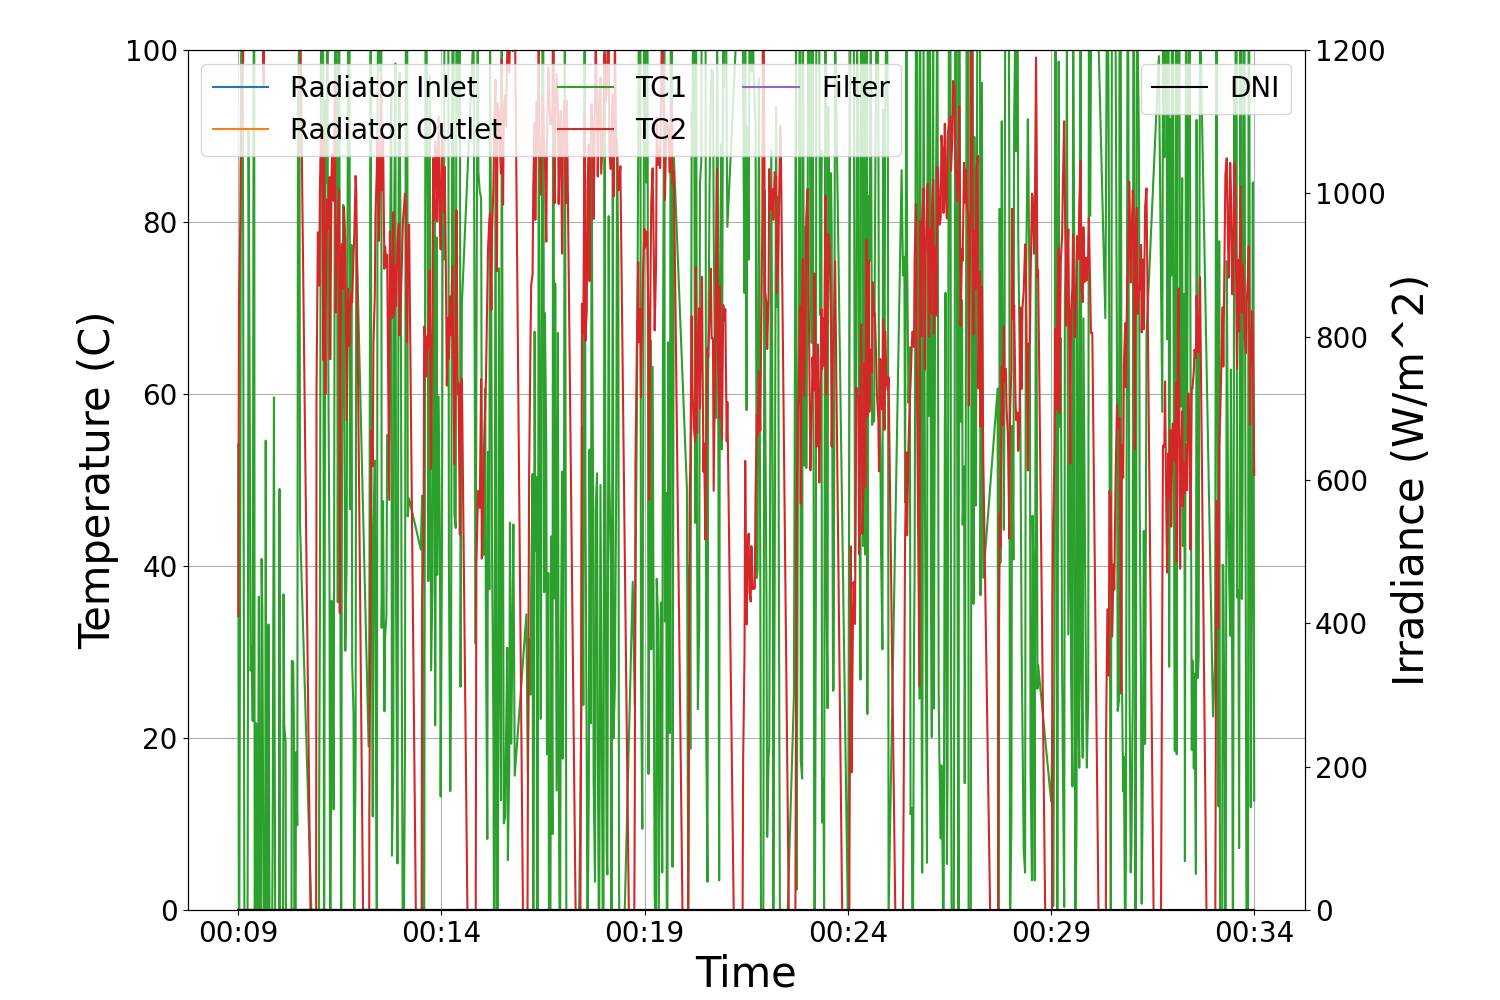 100
80
60
40
20
0
Temperature (C)
Radiator Inlet
Radiator Outlet
TC1
TC2
Filter
DNI
1200
1000
800
600
400
200
0
Irradiance (W/m^2)
00:09
00:14
00:19
00:24
00:29
00:34
Time